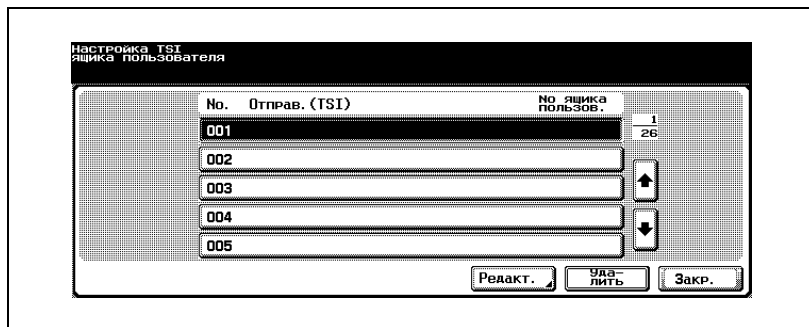 Настройка TSI
ящика пользователя
No. Отправ.(TSI) No ящика
пользов.
001
1
26
002
003
004
005
Редакт. Уда-
лить Закр.